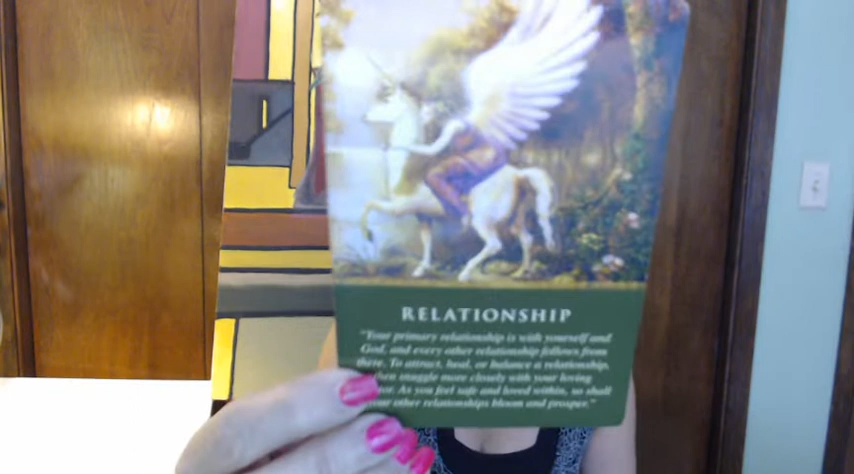 RELATIONSHIP
"Your primary relationship is with yourself and
God, and every other relationship follows from
there. To attract, heal, or balance a relationship,
then snuggle more closely with your loving
As you feel safe and loved within, so shall
your other relationships bloom and prosper."